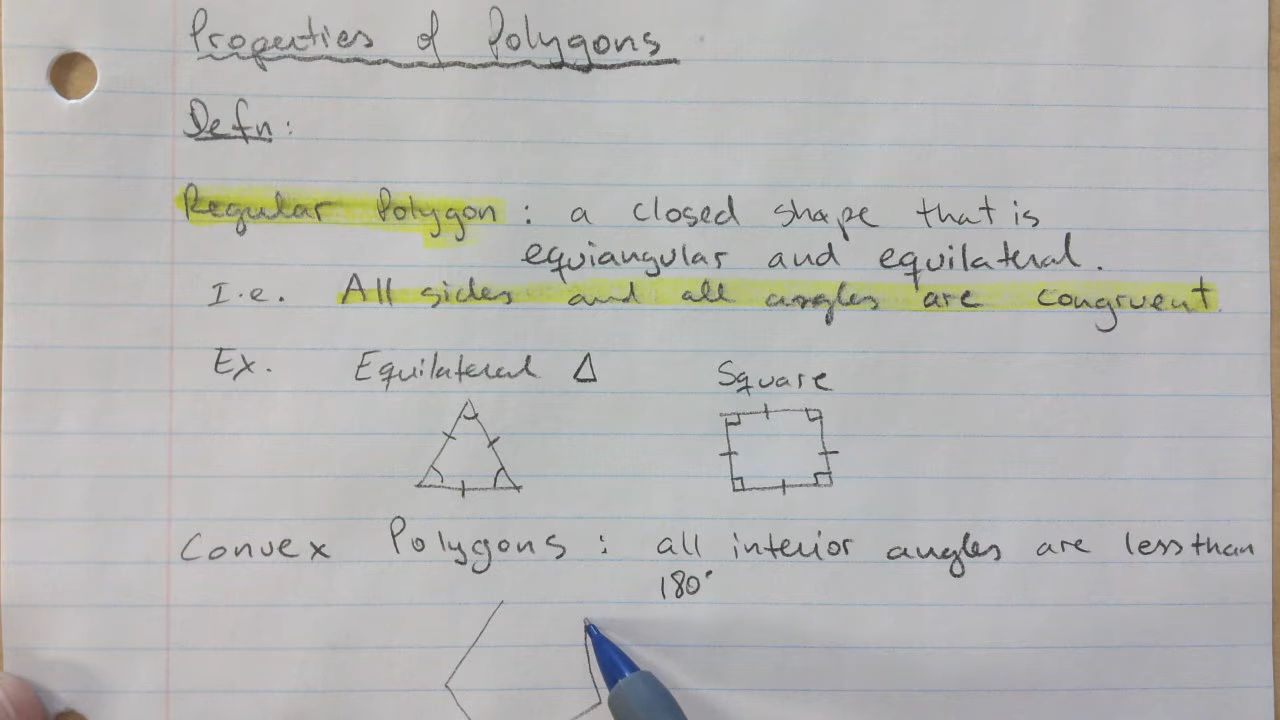 Properties of Polygons
Defn:
Regular Polygon : a closed shape that is
equiangular and equilateral.
I.e. All sides and all angles are congruent
Ex. Equilateral Δ Square
Convex Polygons : all interior angles are less than
180°